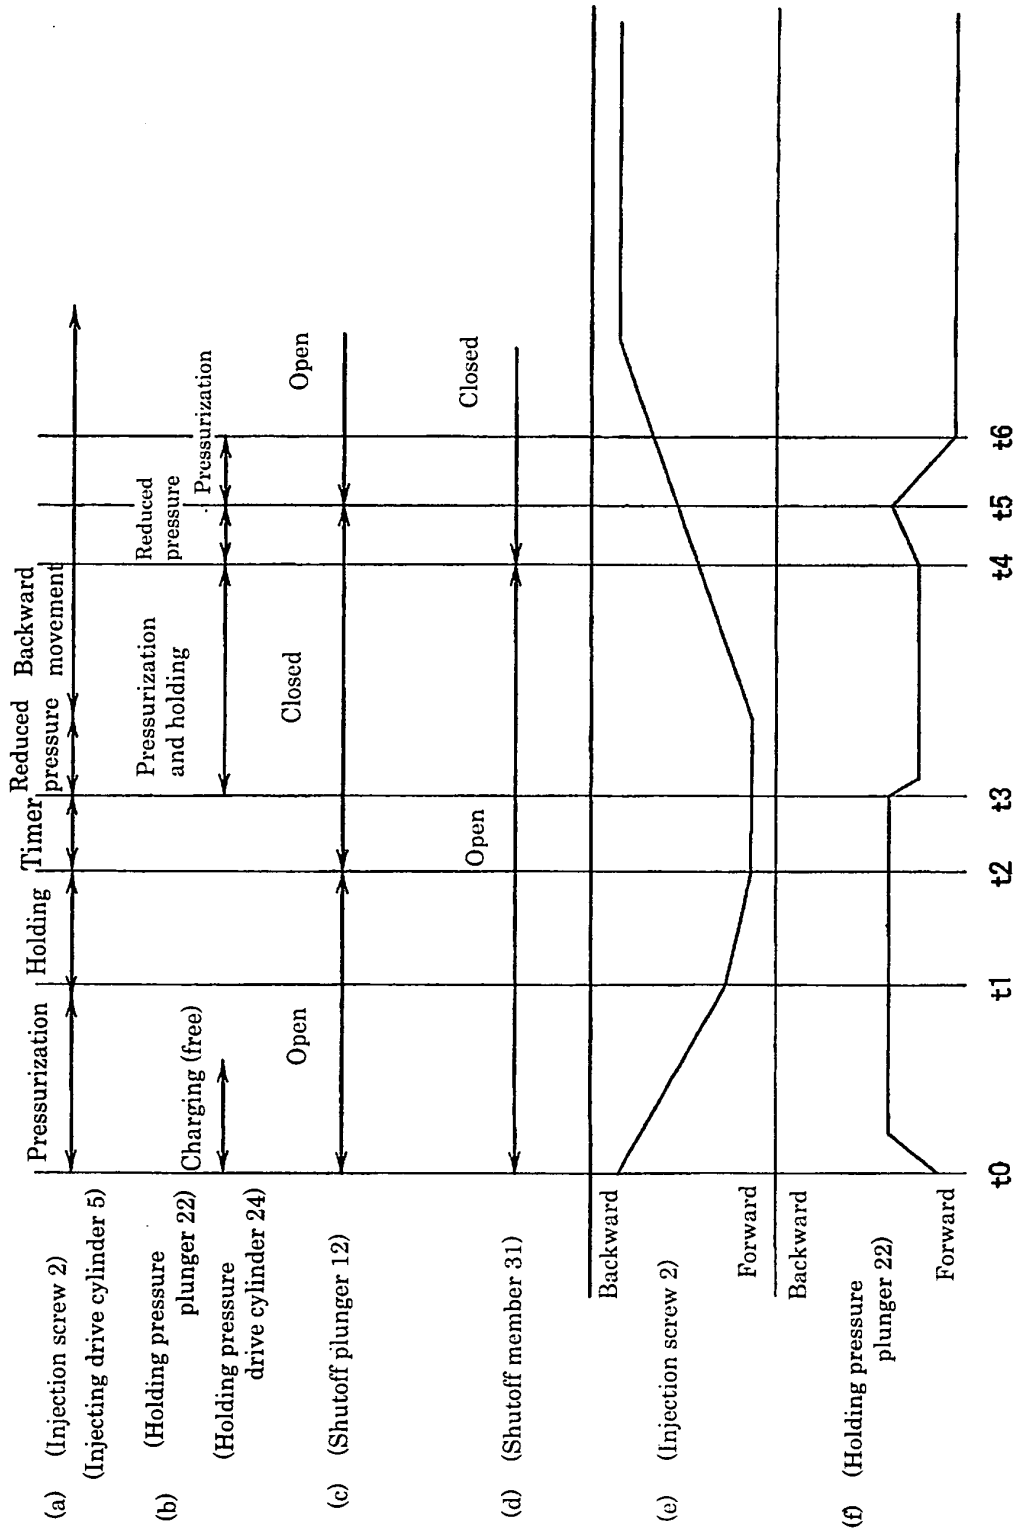 (a) (Injection screw 2)
(Injecting drive cylinder 5)
Pressurization
Holding
Timer
Reduced
pressure
Backward
movement
(b) (Holding pressure
plunger 22)
(Holding pressure
drive cylinder 24)
Charging (free)
Pressurization
and holding
Reduced
pressure
Pressurization
(c) (Shutoff plunger 12)
Open
Closed
Open
(d) (Shutoff member 31)
Open
Closed
(e) (Injection screw 2)
Backward
Forward
(f) (Holding pressure
plunger 22)
Backward
Forward
t0 t1 t2 t3 t4 t5 t6